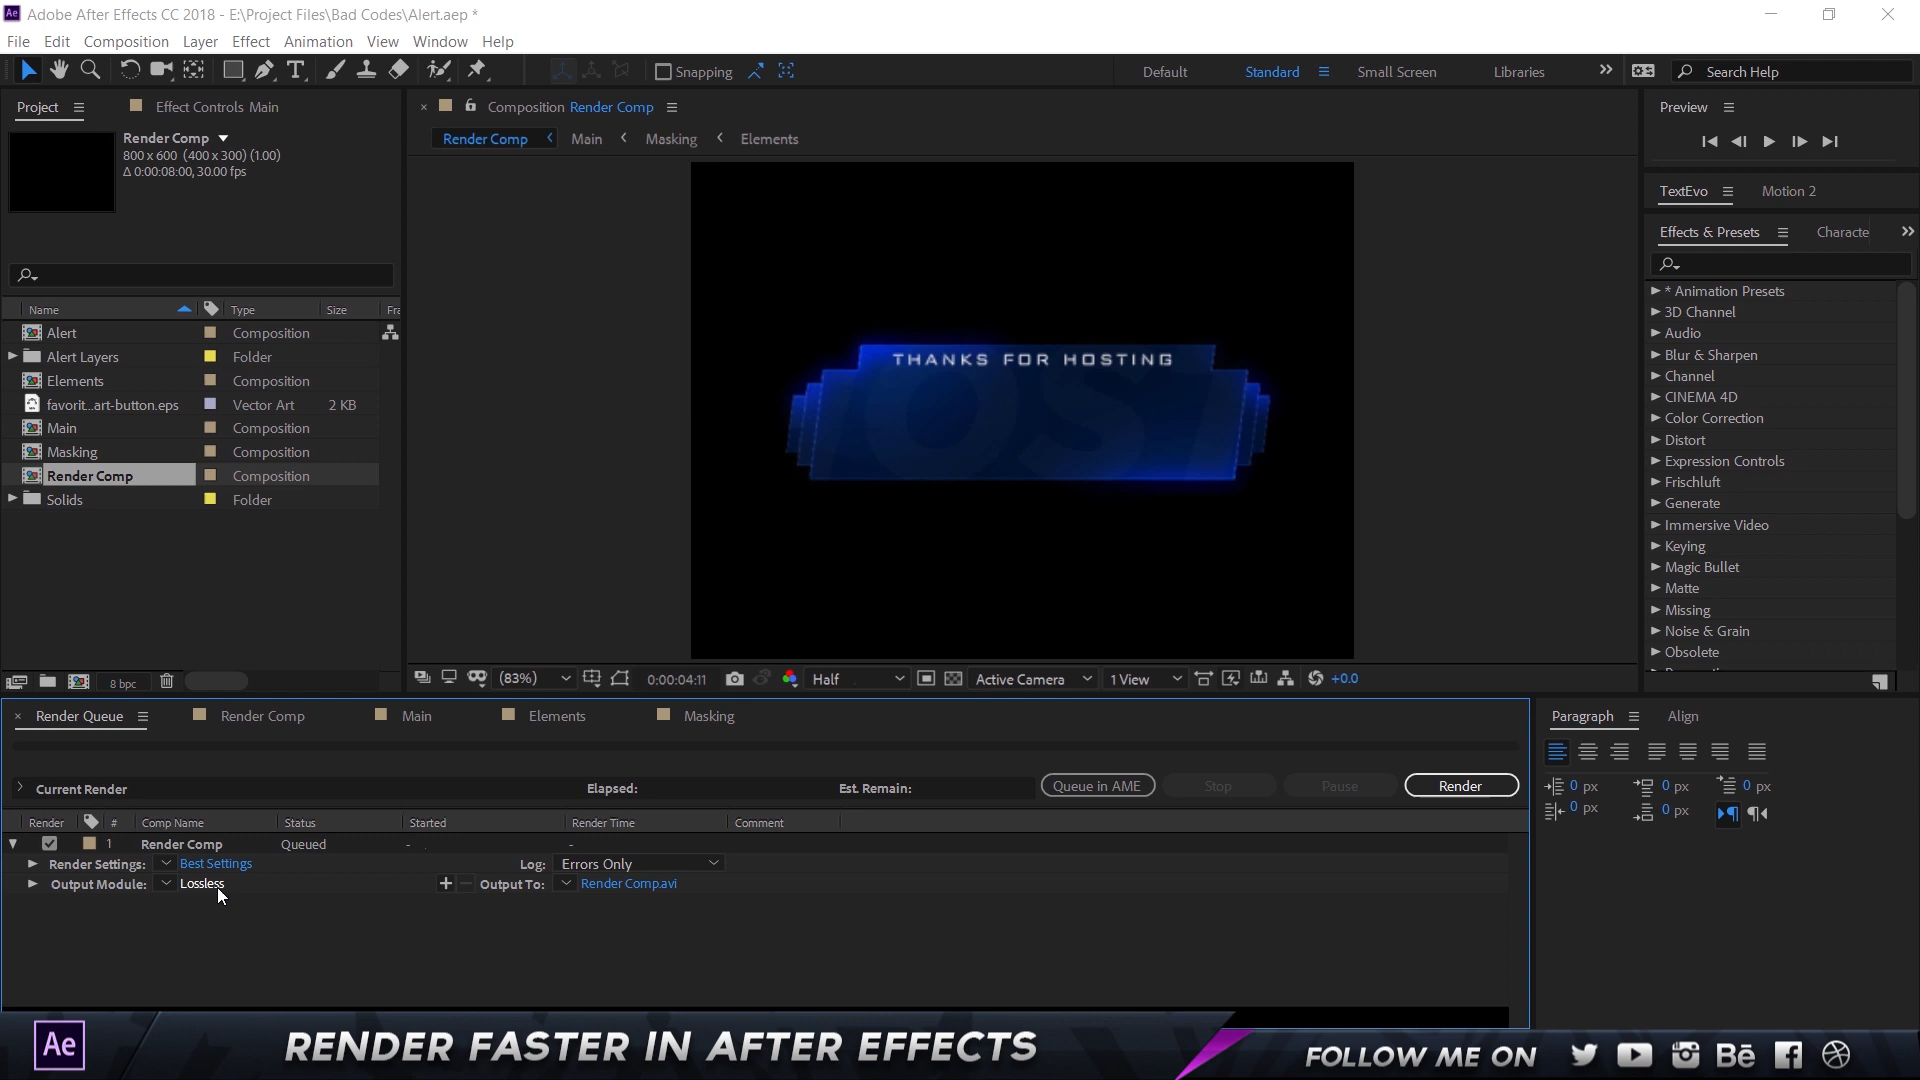 Ae Adobe After Effects CC 2018 - E:\Project Files\Bad Codes\Alert.aep *
File Edit Composition Layer Effect Animation View Window Help
Snapping Default Standard Small Screen Libraries Search Help
Project Effect Controls Main
Render Comp
800 x 600 (400 x 300) (1.00)
Δ 0:00:08:00, 30.00 fps
Name Type Size Fra
Alert Composition
Alert Layers Folder
Elements Composition
favorit...art-button.eps Vector Art 2 KB
Main Composition
Masking Composition
Render Comp Composition
Solids Folder
8 bpc
Composition Render Comp
Render Comp Main Masking Elements
THANKS FOR HOSTING
(83%) 0:00:04:11 Half Active Camera 1 View +0.0
Preview
TextEvo Motion 2
Effects & Presets Characte
* Animation Presets
3D Channel
Audio
Blur & Sharpen
Channel
CINEMA 4D
Color Correction
Distort
Expression Controls
Frischluft
Generate
Immersive Video
Keying
Magic Bullet
Matte
Missing
Noise & Grain
Obsolete
Render Queue Render Comp Main Elements Masking
Current Render Elapsed: Est. Remain: Queue in AME Stop Pause Render
Render # Comp Name Status Started Render Time Comment
1 Render Comp Queued - -
Render Settings: Best Settings Log: Errors Only
Output Module: Lossless Output To: Render Comp.avi
Paragraph Align
0 px 0 px 0 px
0 px 0 px
Ae RENDER FASTER IN AFTER EFFECTS FOLLOW ME ON Bē